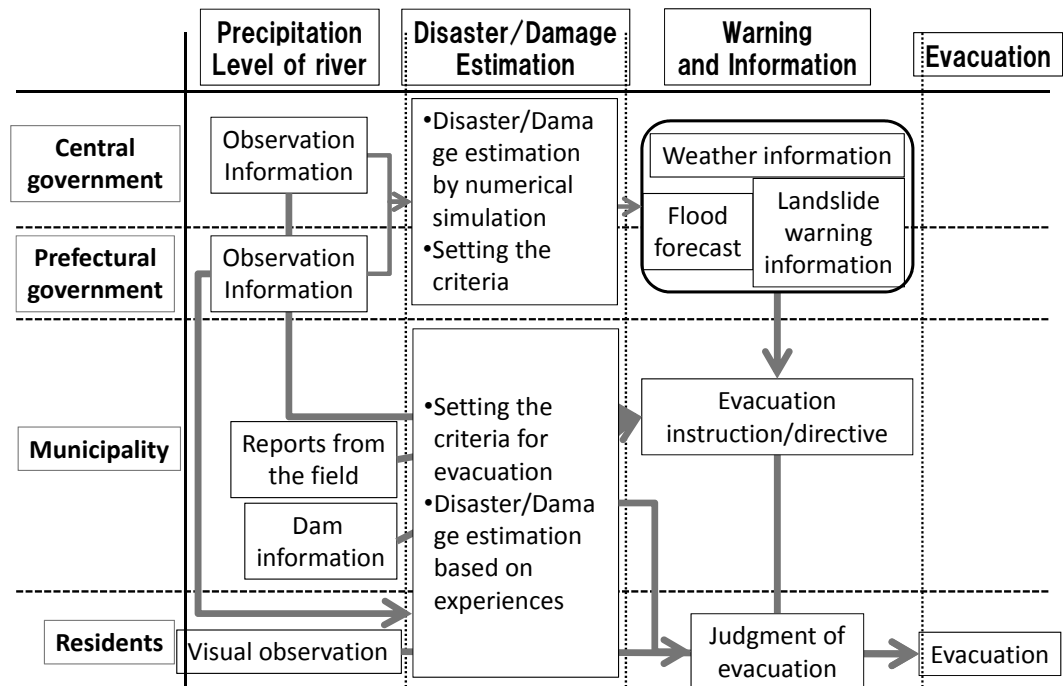 Precipitation
Level of river
Disaster/Damage
Estimation
Warning
and Information
Evacuation
Central
government
Observation
Information
•Disaster/Dama
ge estimation
by numerical
simulation
•Setting the
criteria
Weather information
Flood
forecast
Landslide
warning
information
Prefectural
government
Observation
Information
Municipality
Reports from
the field
Dam
information
•Setting the
criteria for
evacuation
•Disaster/Dama
ge estimation
based on
experiences
Evacuation
instruction/directive
Residents
Visual observation
Judgment of
evacuation
Evacuation